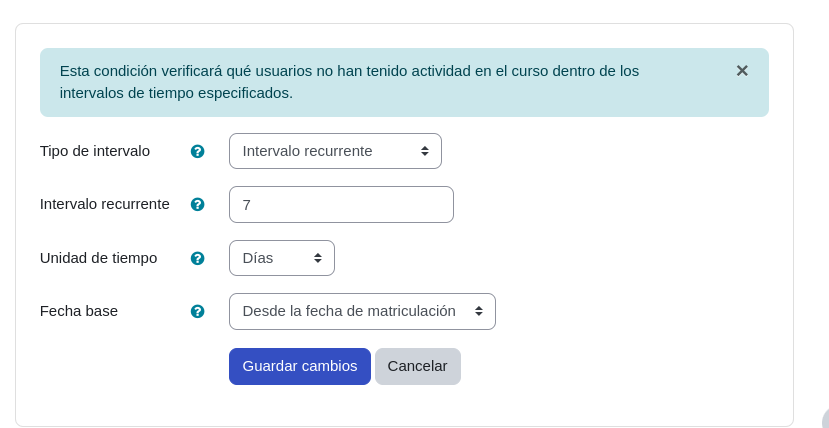 Esta condición verificará qué usuarios no han tenido actividad en el curso dentro de los
intervalos de tiempo especificados.
×
Tipo de intervalo ? Intervalo recurrente
Intervalo recurrente ? 7
Unidad de tiempo ? Días
Fecha base ? Desde la fecha de matriculación
Guardar cambios Cancelar